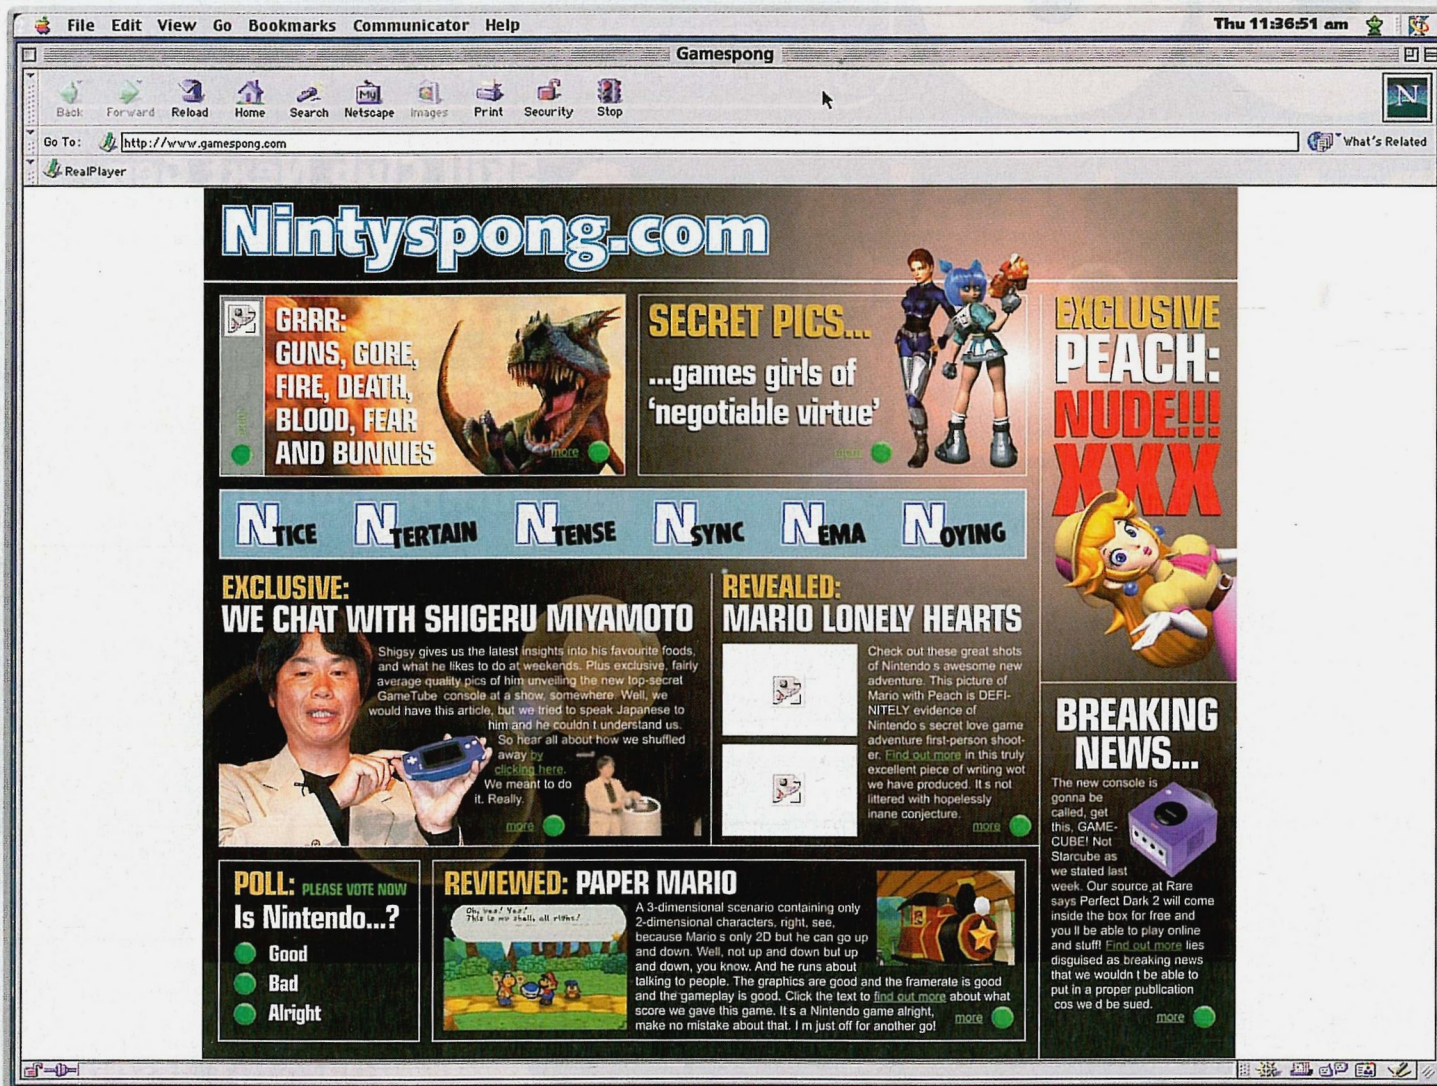 File Edit View Go Bookmarks Communicator Help
Thu 11:36:51 am
Gamespong
Back Forward Reload Home Search Netscape Images Print Security Stop
My
N
Go To: http://www.gamespong.com
What's Related
RealPlayer
Nintyspong.com
GRRR:
GUNS, GORE,
FIRE, DEATH,
BLOOD, FEAR
AND BUNNIES
more
SECRET PICS...
...games girls of
'negotiable virtue'
more
EXCLUSIVE
PEACH:
NUDE!!!
XXX
NTICE NTERTAIN NTENSE NSYNC NEMA NOYING
EXCLUSIVE:
WE CHAT WITH SHIGERU MIYAMOTO
Shigsy gives us the latest insights into his favourite foods,
and what he likes to do at weekends. Plus exclusive, fairly
average quality pics of him unveiling the new top-secret
GameTube console at a show, somewhere. Well, we
would have this article, but we tried to speak Japanese to
him and he couldn t understand us.
So hear all about how we shuffled
away by
clicking here.
We meant to do
it. Really.
more
REVEALED:
MARIO LONELY HEARTS
Check out these great shots
of Nintendo s awesome new
adventure. This picture of
Mario with Peach is DEFI-
NITELY evidence of
Nintendo s secret love game
adventure first-person shoot-
er. Find out more in this truly
excellent piece of writing wot
we have produced. It s not
littered with hopelessly
inane conjecture.
more
BREAKING
NEWS...
The new console is
gonna be
called, get
this, GAME-
CUBE! Not
Starcube as
we stated last
week. Our source at Rare
says Perfect Dark 2 will come
inside the box for free and
you ll be able to play online
and stuff! Find out more lies
disguised as breaking news
that we wouldn t be able to
put in a proper publication
cos we d be sued.
more
POLL: PLEASE VOTE NOW
Is Nintendo...?
Good
Bad
Alright
REVIEWED: PAPER MARIO
Oh, yes! Yes!
This is my shell, all right!
A 3-dimensional scenario containing only
2-dimensional characters, right, see,
because Mario s only 2D but he can go up
and down. Well, not up and down but up
and down, you know. And he runs about
talking to people. The graphics are good and the framerate is good
and the gameplay is good. Click the text to find out more about what
score we gave this game. It s a Nintendo game alright,
make no mistake about that. I m just off for another go!
more